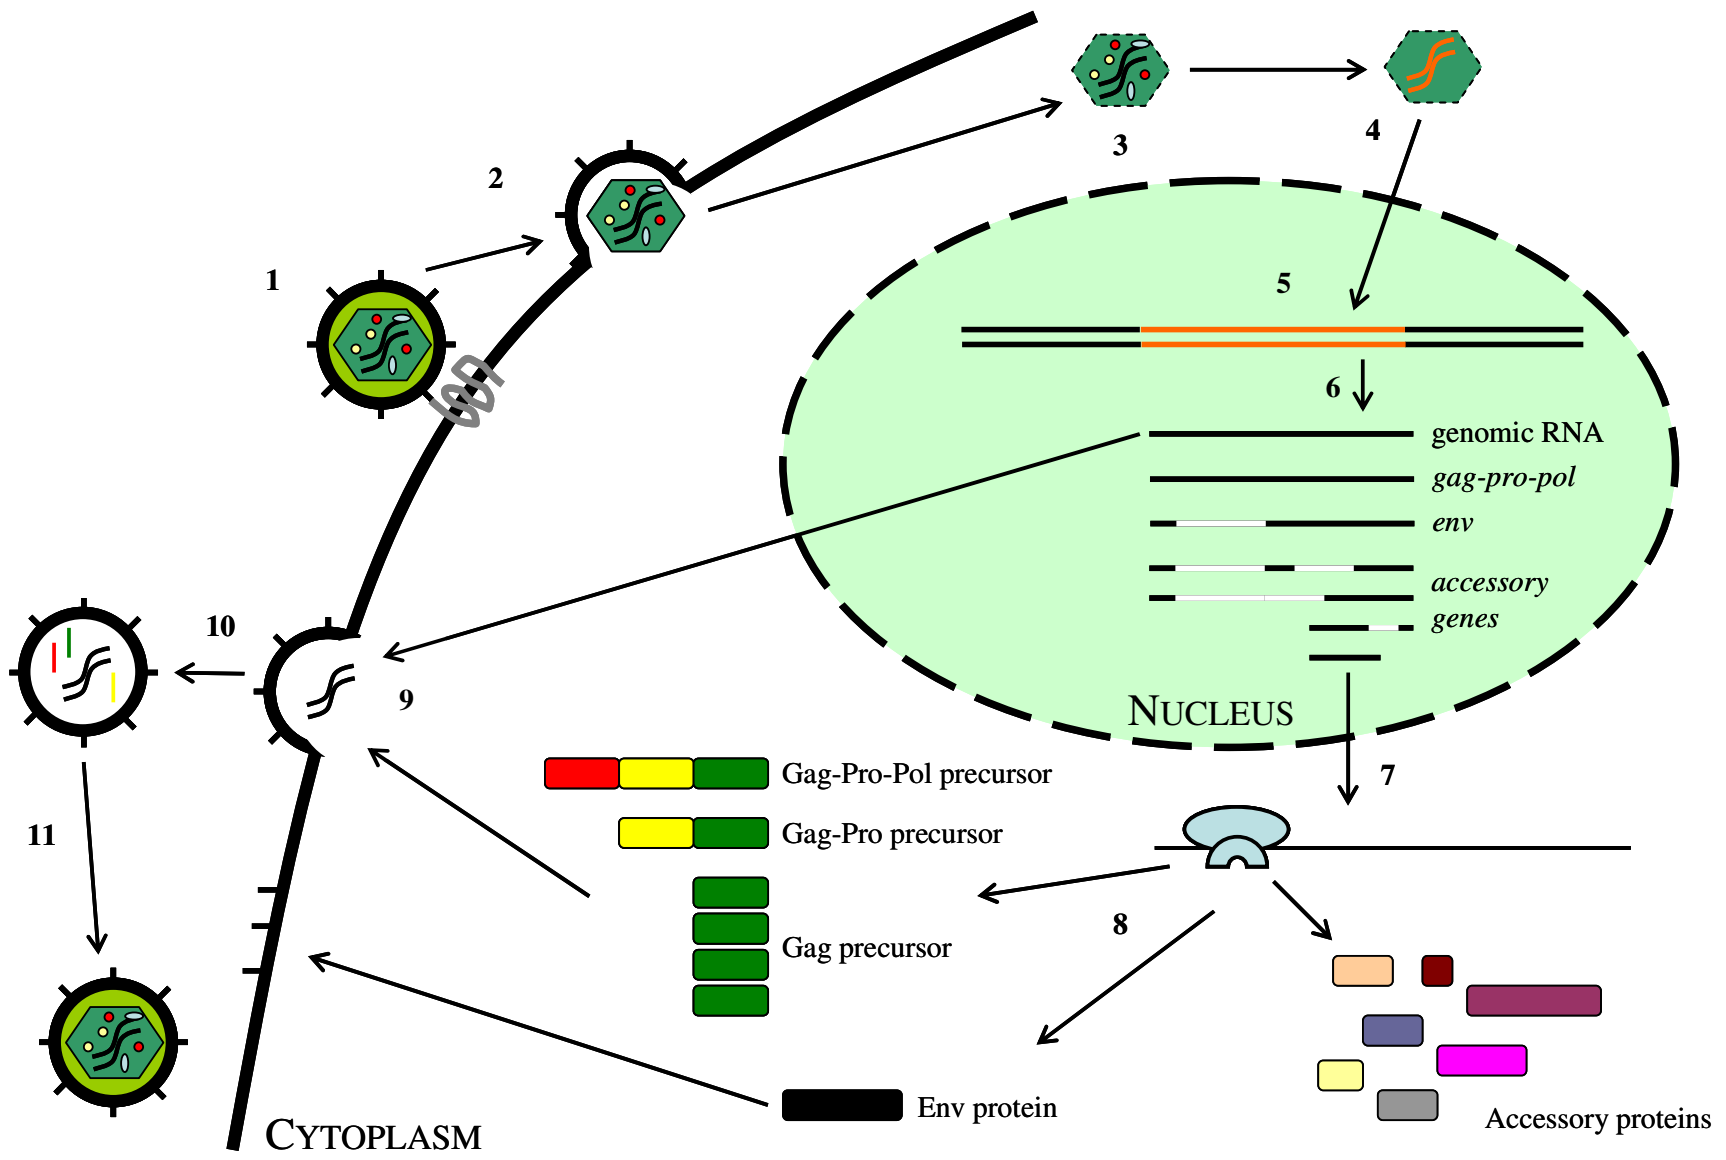 1
2
3
4
5
6
genomic RNA
gag-pro-pol
env
accessory
genes
NUCLEUS
7
10
9
11
Gag-Pro-Pol precursor
Gag-Pro precursor
Gag precursor
8
Env protein
Accessory proteins
CYTOPLASM